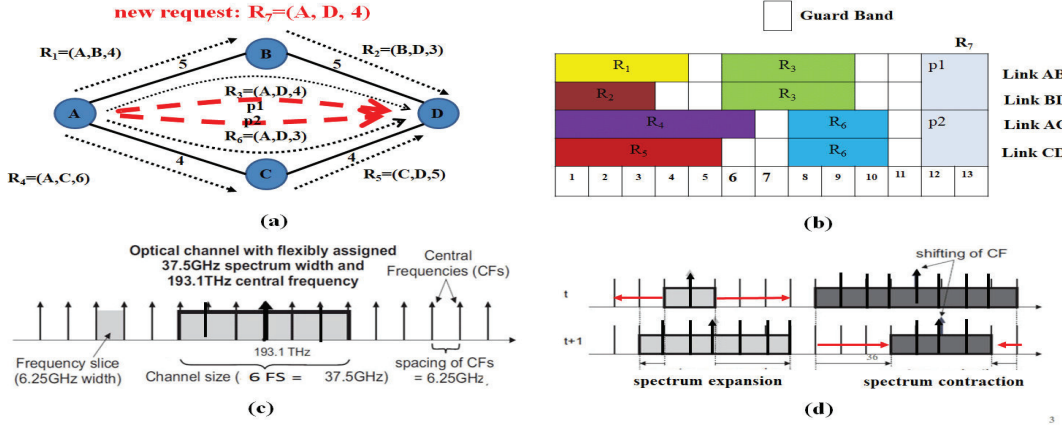 new request: R7=(A, D, 4)
R1=(A,B,4)
B
R2=(B,D,3)
5
5
R3=(A,D,4)
A
p1
p2
D
R6=(A,D,3)
4
4
R4=(A,C,6)
C
R5=(C,D,5)
(a)
Guard Band
R7
R1
R3
p1
Link AB
R2
R3
Link BD
R4
R6
p2
Link AC
R5
R6
Link CD
1 2 3 4 5 6 7 8 9 10 11 12 13
(b)
Optical channel with flexibly assigned
37.5GHz spectrum width and
193.1THz central frequency
Central
Frequencies (CFs)
193.1 THz
Frequency slice
(6.25GHz width)
Channel size ( 6 FS = 37.5GHz)
spacing of CFs
= 6.25GHz
(c)
shifting of CF
t
t+1
36
spectrum expansion
spectrum contraction
(d)
3